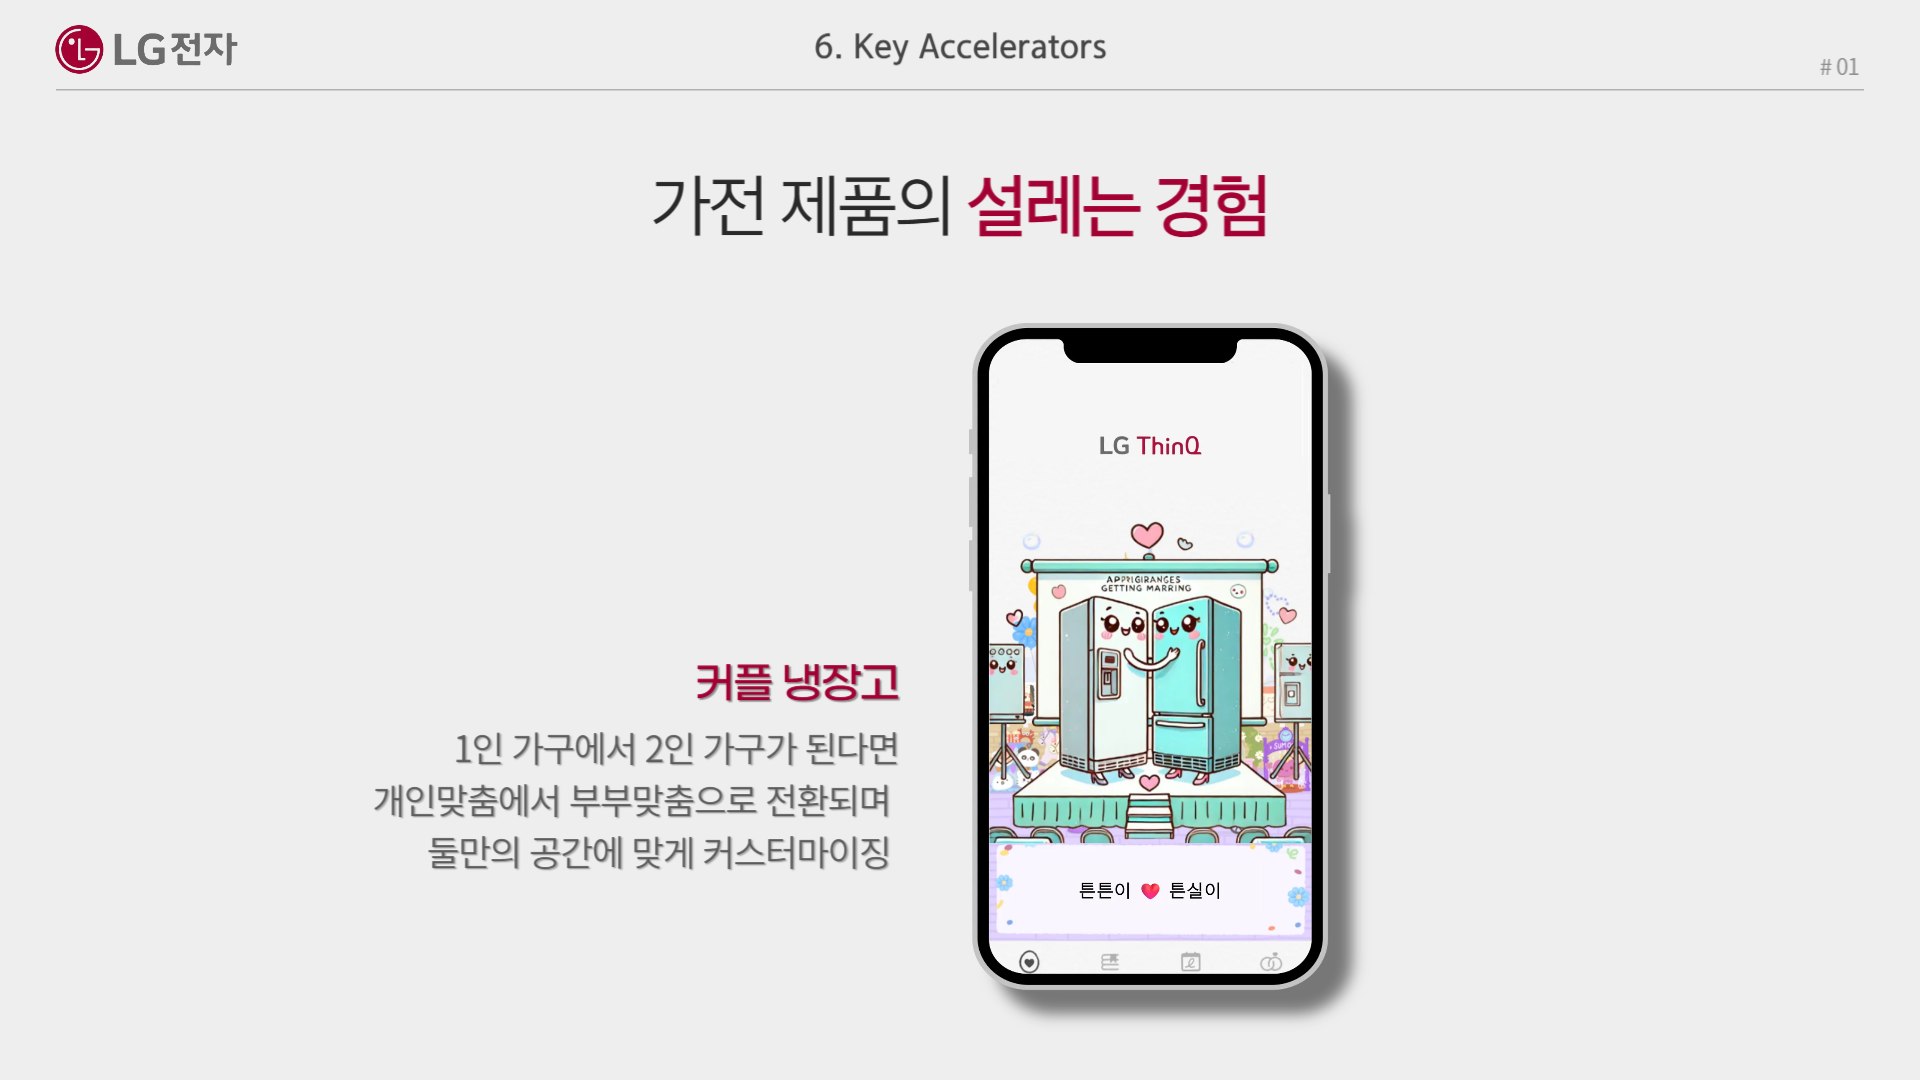 LG전자
6. Key Accelerators
# 01
가전 제품의 설레는 경험
LG ThinQ
APPRIGIRANGES
GETTING MARRING
커플 냉장고
1인 가구에서 2인 가구가 된다면
개인맞춤에서 부부맞춤으로 전환되며
둘만의 공간에 맞게 커스터마이징
튼튼이 ❤ 튼실이